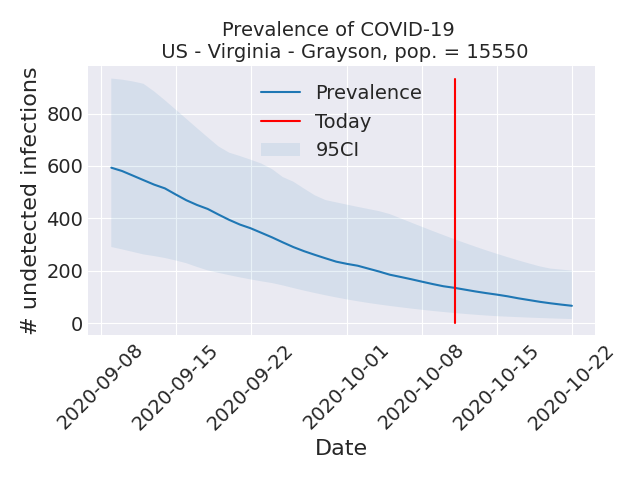 Prevalence of COVID-19
US - Virginia - Grayson, pop. = 15550
Prevalence
Today
95CI
# undetected infections
800
600
400
200
0
2020-09-08
2020-09-15
2020-09-22
2020-10-01
2020-10-08
2020-10-15
2020-10-22
Date